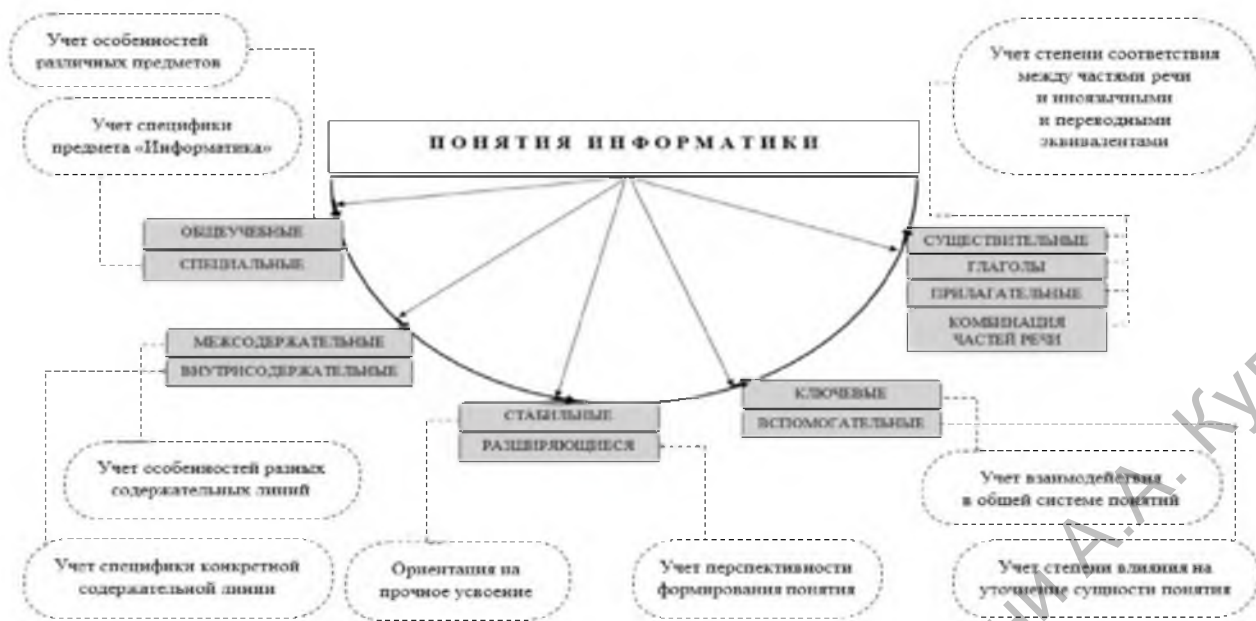 Учет особенностей
различных предметов
Учет степени соответствия
между частями речи
и иноязычными
и переводными
эквивалентами
Учет специфики
предмета «Информатика»
ПОНЯТИЯ ИНФОРМАТИКИ
ОБЩЕУЧЕБНЫЕ
СПЕЦИАЛЬНЫЕ
СУЩЕСТВИТЕЛЬНЫЕ
ГЛАГОЛЫ
ПРИЛАГАТЕЛЬНЫЕ
КОМБИНАЦИЯ
ЧАСТЕЙ РЕЧИ
МЕЖСОДЕРЖАТЕЛЬНЫЕ
ВНУТРИСОДЕРЖАТЕЛЬНЫЕ
СТАБИЛЬНЫЕ
РАЗШИРЯЮЩИЕСЯ
КЛЮЧЕВЫЕ
ВСПОМОГАТЕЛЬНЫЕ
Учет особенностей разных
содержательных линий
Учет взаимодействия
в общей системе понятий
Учет специфики конкретной
содержательной линии
Ориентация на
прочное усвоение
Учет перспективности
формирования понятия
Учет степени влияния на
уточнение сущности понятия
А.А. Ку